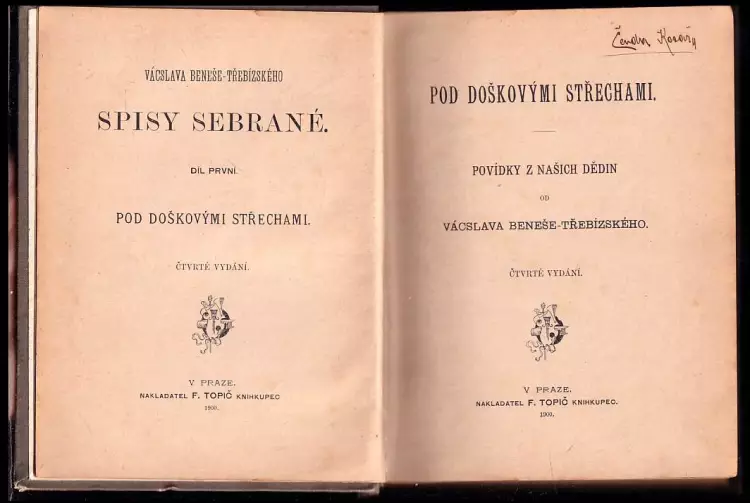 VÁCSLAVA BENEŠE-TŘEBÍZSKÉHO
SPISY SEBRANÉ.
DÍL PRVNÍ.
POD DOŠKOVÝMI STŘECHAMI.
ČTVRTÉ VYDÁNÍ.
V PRAZE.
NAKLADATEL F. TOPIČ KNIHKUPEC
1900.
POD DOŠKOVÝMI STŘECHAMI.
POVÍDKY Z NAŠICH DĚDIN
OD
VÁCSLAVA BENEŠE-TŘEBÍZSKÉHO.
ČTVRTÉ VYDÁNÍ.
V PRAZE.
NAKLADATEL F. TOPIČ KNIHKUPEC.
1900.